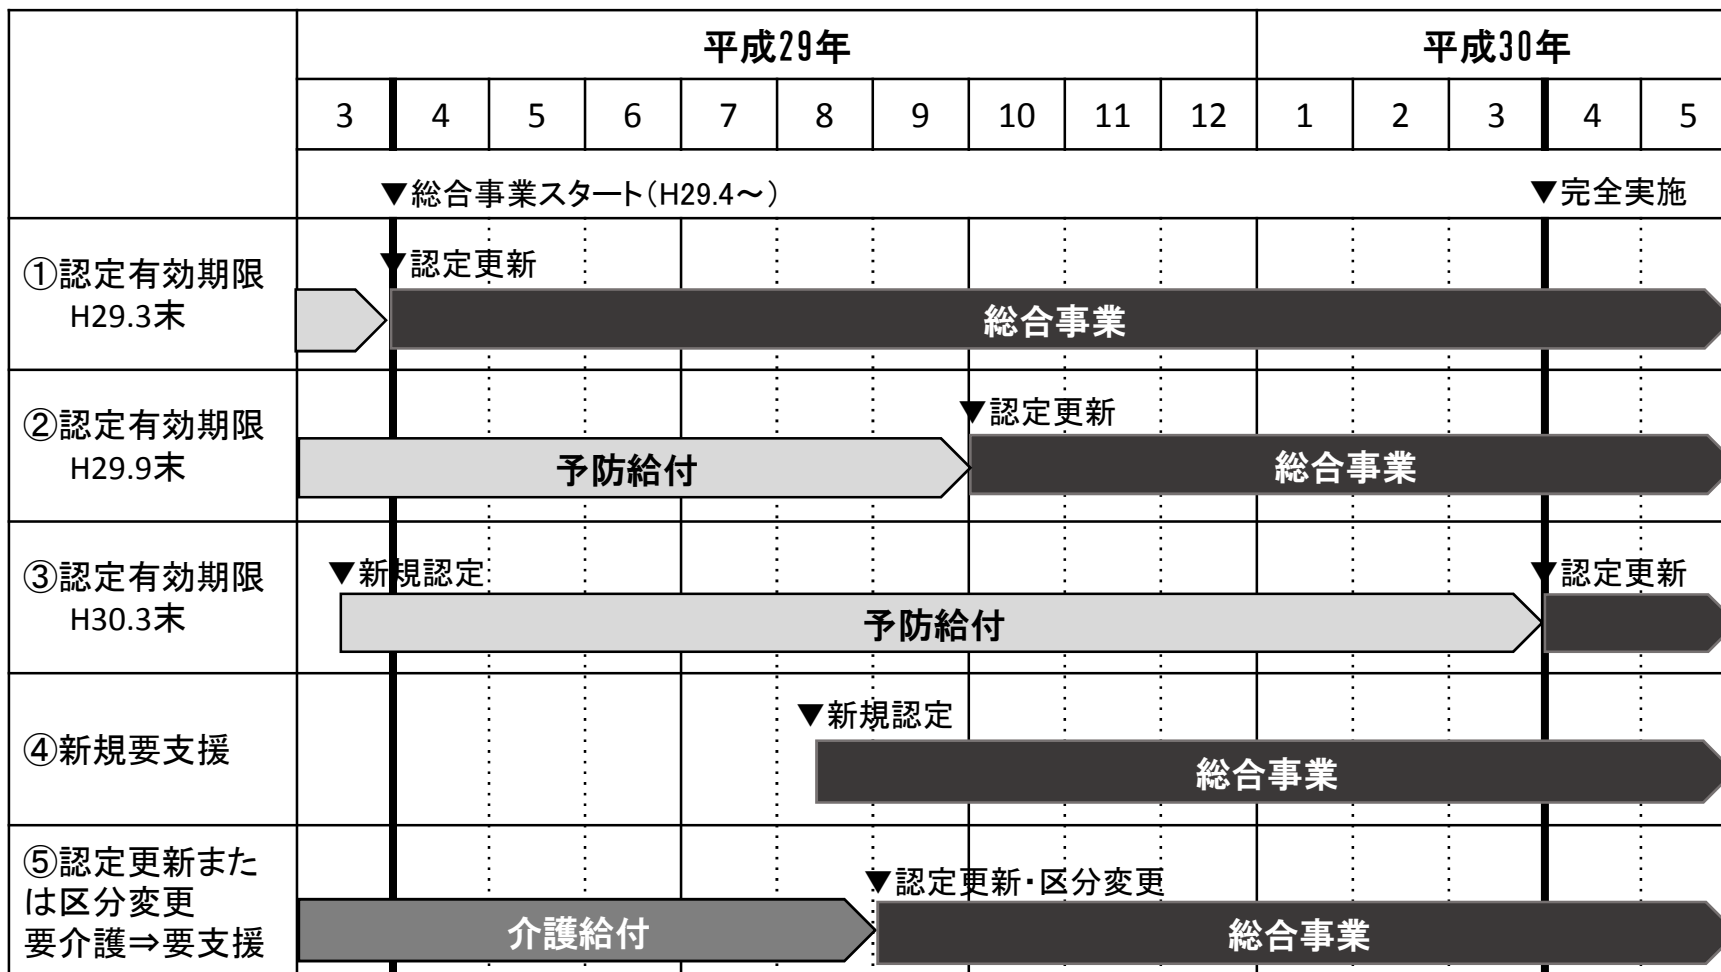 平成29年 平成30年
3 4 5 6 7 8 9 10 11 12 1 2 3 4 5
▼総合事業スタート(H29.4～) ▼完全実施
①認定有効期限
H29.3末
▼認定更新
総合事業
②認定有効期限
H29.9末
▼認定更新
予防給付 総合事業
③認定有効期限
H30.3末
▼新規認定 ▼認定更新
予防給付
④新規要支援
▼新規認定
総合事業
⑤認定更新また
は区分変更
要介護⇒要支援
▼認定更新・区分変更
介護給付 総合事業